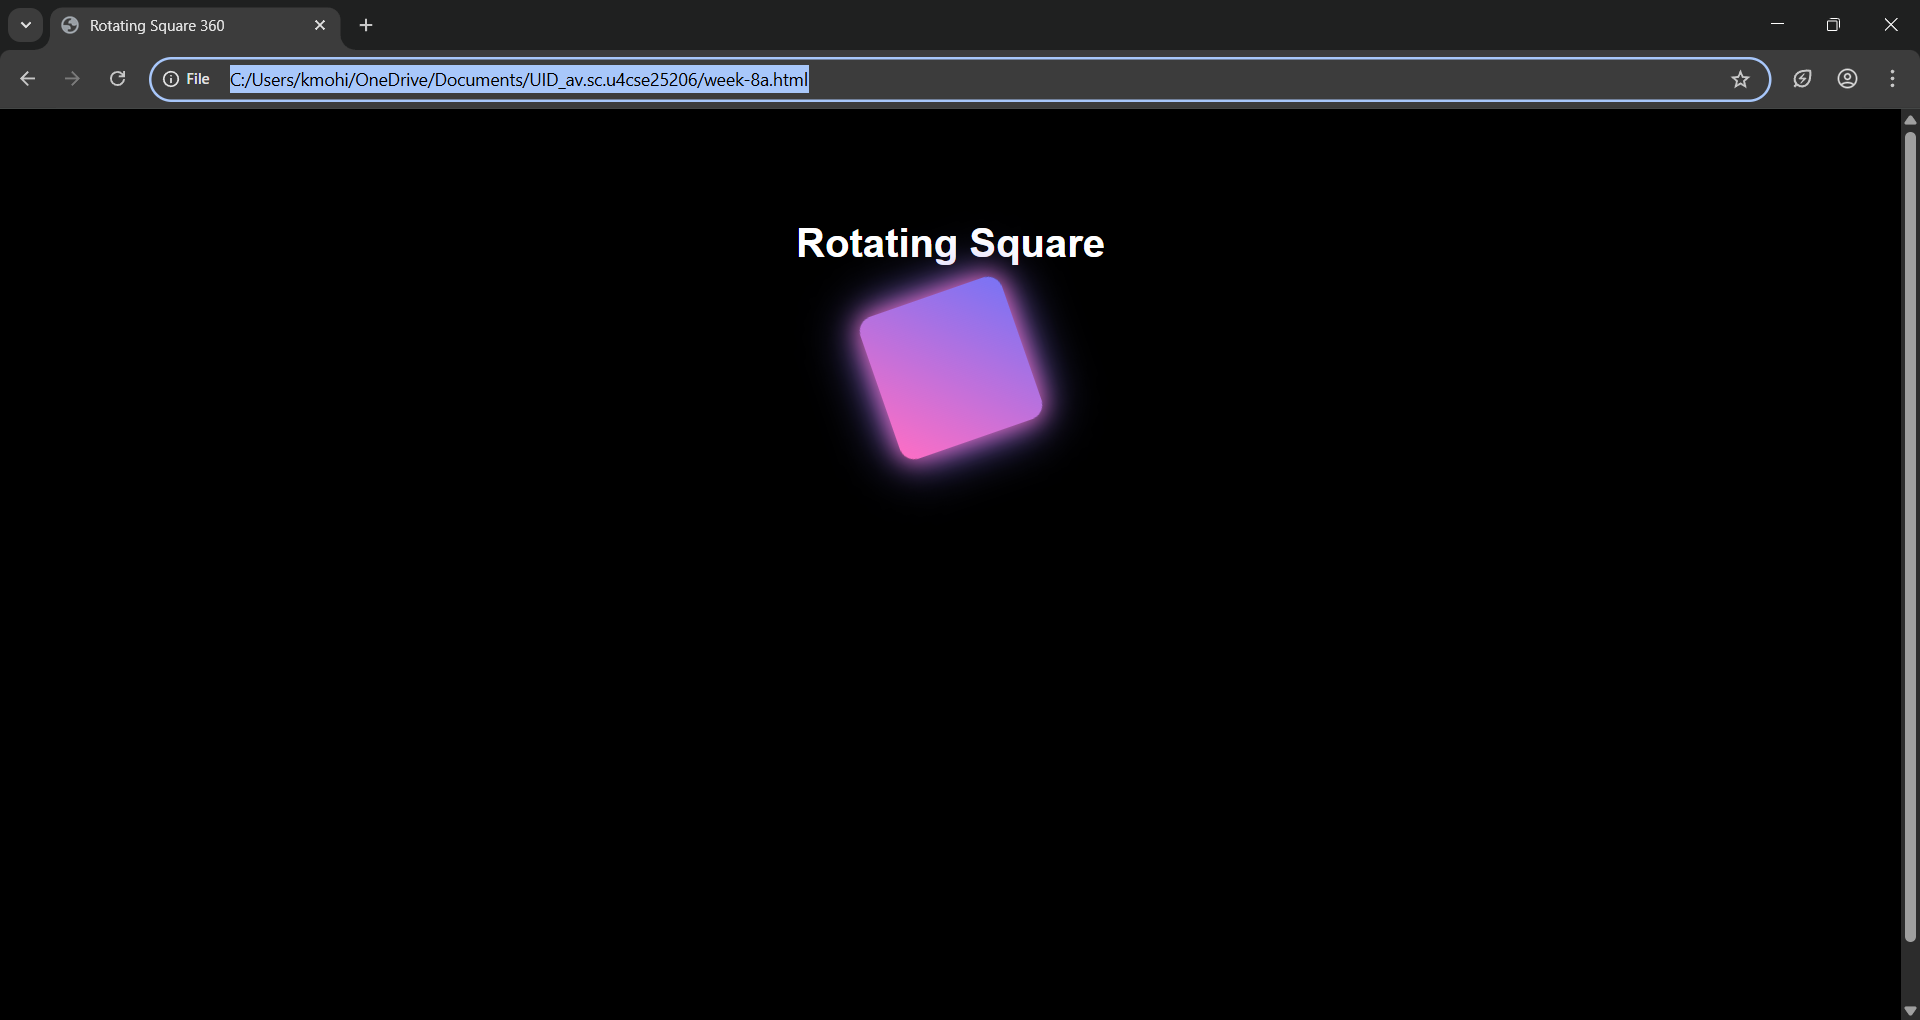 Rotating Square 360
File C:/Users/kmohi/OneDrive/Documents/UID_av.sc.u4cse25206/week-8a.html
Rotating Square